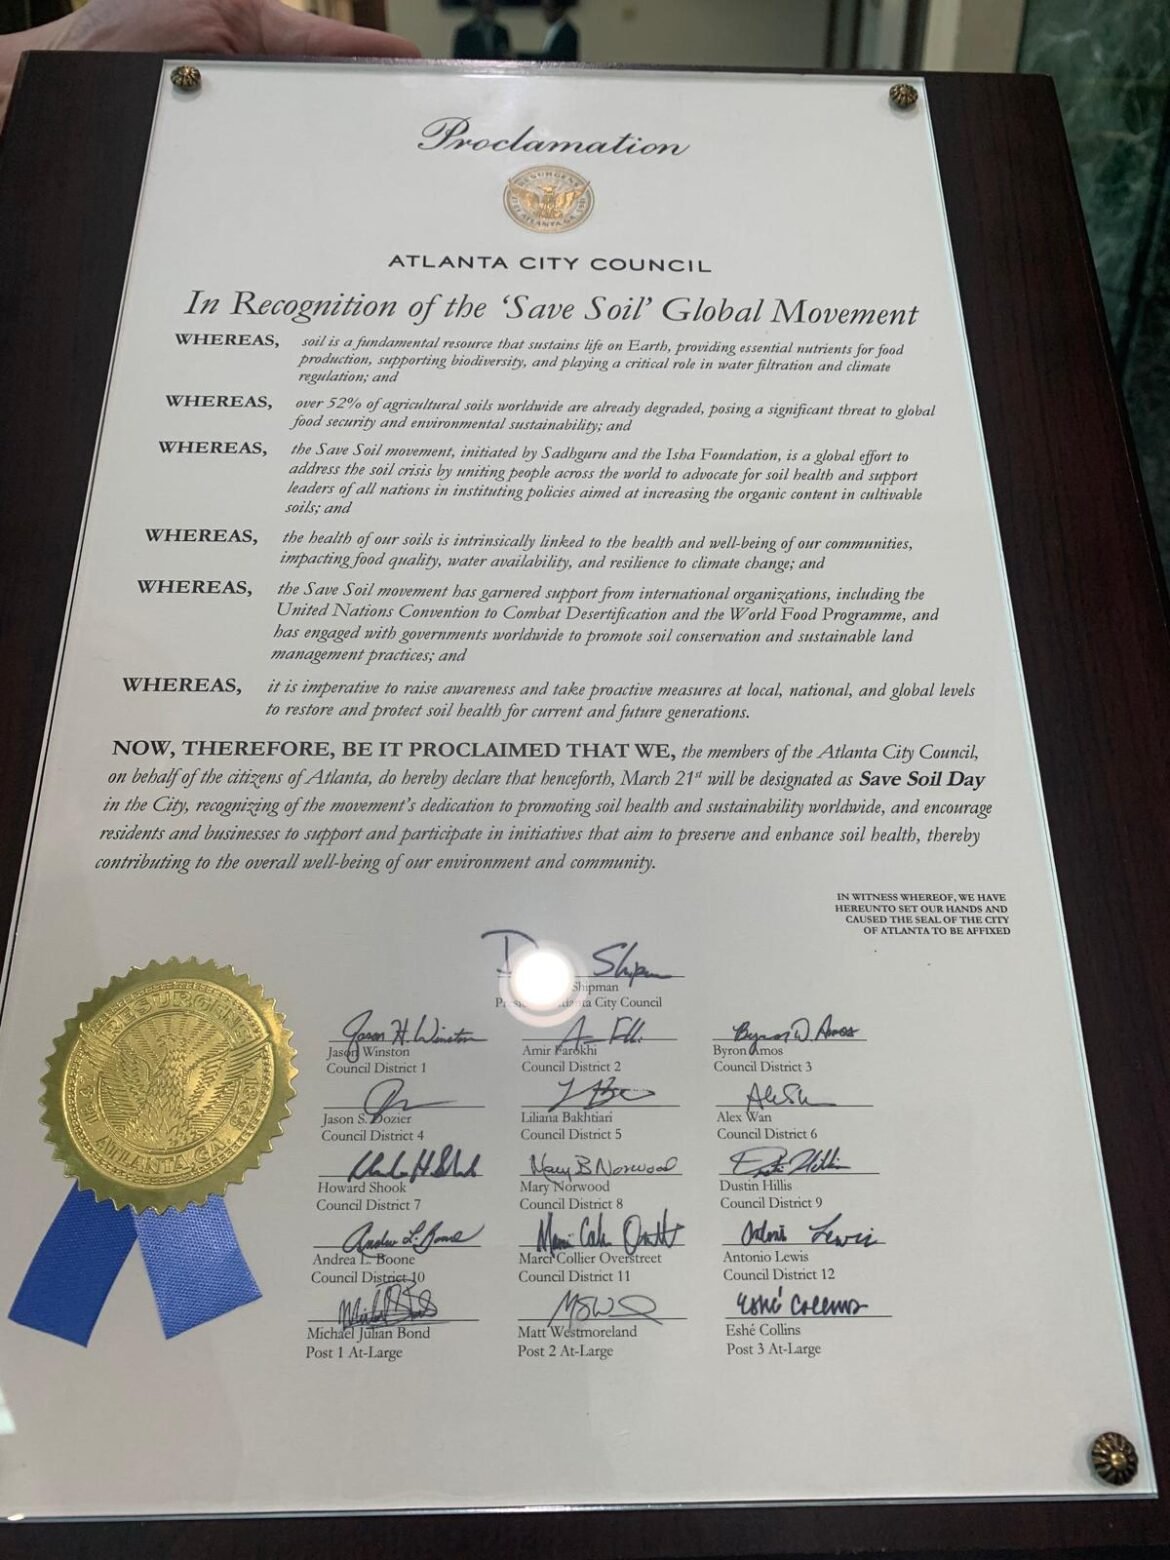 Proclamation
RESURGENS
ATLANTA, GA.
ATLANTA CITY COUNCIL
In Recognition of the 'Save Soil' Global Movement
WHEREAS, soil is a fundamental resource that sustains life on Earth, providing essential nutrients for food
production, supporting biodiversity, and playing a critical role in water filtration and climate
regulation; and
WHEREAS, over 52% of agricultural soils worldwide are already degraded, posing a significant threat to global
food security and environmental sustainability; and
WHEREAS, the Save Soil movement, initiated by Sadhguru and the Isha Foundation, is a global effort to
address the soil crisis by uniting people across the world to advocate for soil health and support
leaders of all nations in instituting policies aimed at increasing the organic content in cultivable
soils; and
WHEREAS, the health of our soils is intrinsically linked to the health and well-being of our communities,
impacting food quality, water availability, and resilience to climate change; and
WHEREAS, the Save Soil movement has garnered support from international organizations, including the
United Nations Convention to Combat Desertification and the World Food Programme, and
has engaged with governments worldwide to promote soil conservation and sustainable land
management practices; and
WHEREAS, it is imperative to raise awareness and take proactive measures at local, national, and global levels
to restore and protect soil health for current and future generations.
NOW, THEREFORE, BE IT PROCLAIMED THAT WE, the members of the Atlanta City Council,
on behalf of the citizens of Atlanta, do hereby declare that henceforth, March 21st will be designated as Save Soil Day
in the City, recognizing of the movement's dedication to promoting soil health and sustainability worldwide, and encourage
residents and businesses to support and participate in initiatives that aim to preserve and enhance soil health, thereby
contributing to the overall well-being of our environment and community.
IN WITNESS WHEREOF, WE HAVE
HEREUNTO SET OUR HANDS AND
CAUSED THE SEAL OF THE CITY
OF ATLANTA TO BE AFFIXED
Shipman
Shipman
City Council
Jason H. Winston
Byron D. Amos
Jason Winston Amir Farokhi Byron Amos
Council District 1 Council District 2 Council District 3
Jason S. Dozier Liliana Bakhtiari Alex Wan
Council District 4 Council District 5 Council District 6
Mary B Norwood Dustin Hillis
Howard Shook Mary Norwood Dustin Hillis
Council District 7 Council District 8 Council District 9
Andrea L. Boone Antonio Lewis
Andrea L. Boone Marci Collier Overstreet Antonio Lewis
Council District 10 Council District 11 Council District 12
Eshé Collins
Michael Julian Bond Matt Westmoreland Eshé Collins
Post 1 At-Large Post 2 At-Large Post 3 At-Large
RESURGENS
ATLANTA, GA.